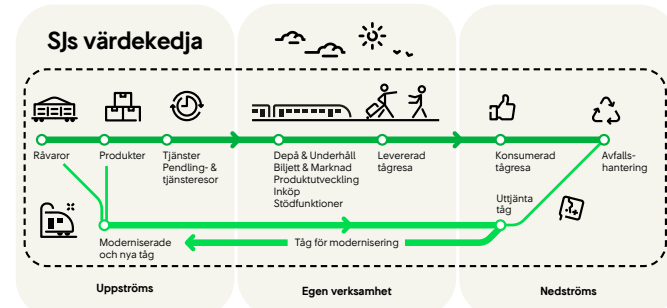 SJs värdekedja
Råvaror
Produkter
Tjänster
Pendling- &
tjänsteresor
Depå & Underhåll
Biljett & Marknad
Produktutveckling
Inköp
Stödfunktioner
Levererad
tågresa
Konsumerad
tågresa
Avfalls-
hantering
Uttjänta
tåg
Moderniserade
och nya tåg
Tåg för modernisering
Uppströms
Egen verksamhet
Nedströms